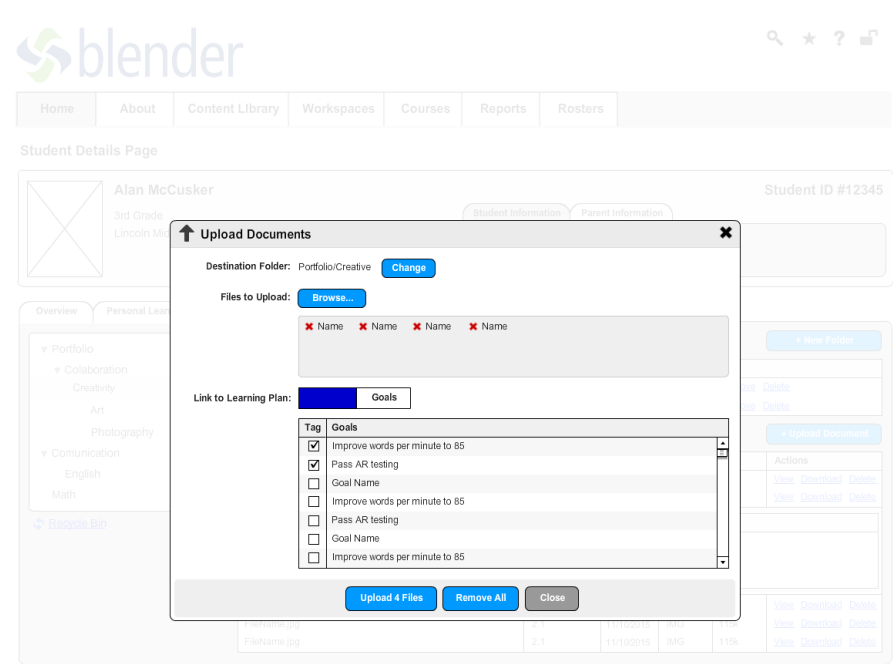 blender
?
Home About Content Library Workspaces Courses Reports Rosters
Student Details Page
Alan McCusker Student ID #12345
3rd Grade Student Information Parent Information
Lincoln Mic
Upload Documents
Destination Folder: Portfolio/Creative Change
Files to Upload: Browse...
Name Name Name Name
Overview Personal Lear
+ New Folder
Portfolio
Colaboration
Creativity
Art
Photography
Comunication
English
Math
Recycle Bin
Delete
Delete
+ Upload Document
Actions
View Download Delete
View Download Delete
Link to Learning Plan: Goals
Tag Goals
Improve words per minute to 85
Pass AR testing
Goal Name
Improve words per minute to 85
Pass AR testing
Goal Name
Improve words per minute to 85
Upload 4 Files Remove All Close
View Download Delete
FileName.jpg 2.1 11/10/2015 IMG 115k View Download Delete
FileName.jpg 2.1 11/10/2015 IMG 115k View Download Delete